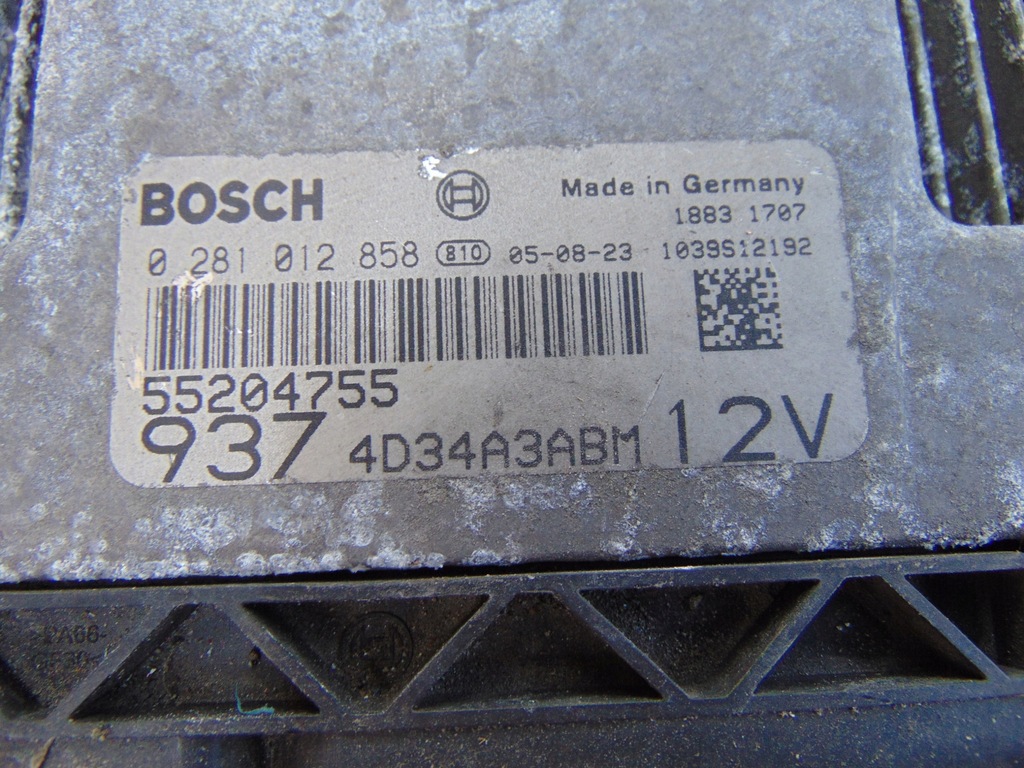 BOSCH
Made in Germany
1883 1707
0 281 012 858 810 05-08-23 1039S12192
55204755
937 4D34A3ABM 12V